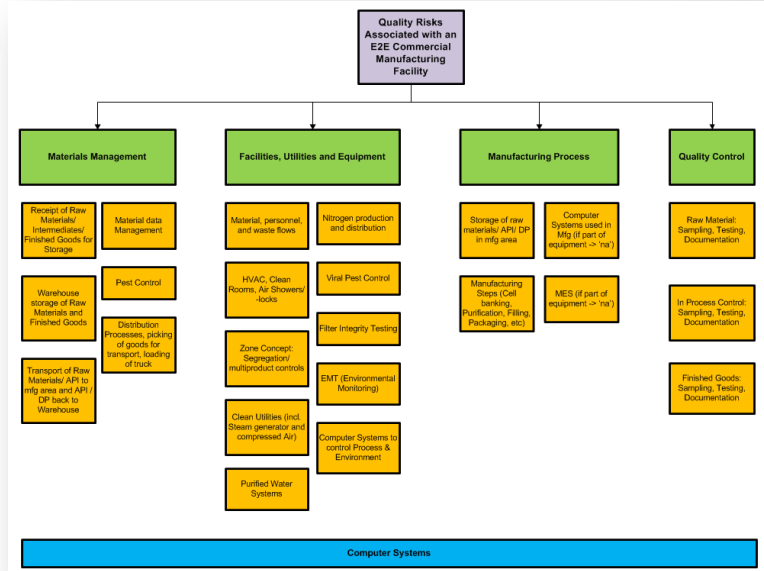 Quality Risks
Associated with an
E2E Commercial
Manufacturing
Facility
Materials Management
Facilities, Utilities and Equipment
Manufacturing Process
Quality Control
Receipt of Raw
Materials/
Intermediates/
Finished Goods for
Storage
Material data
Management
Warehouse
storage of Raw
Materials and
Finished Goods
Pest Control
Distribution
Processes, picking
of goods for
transport, loading
of truck
Transport of Raw
Materials/ API to
mfg area and API /
DP back to
Warehouse
Material, personnel,
and waste flows
Nitrogen production
and distribution
HVAC, Clean
Rooms, Air Showers/
-locks
Viral Pest Control
Filter Integrity Testing
Zone Concept:
Segregation/
multiproduct controls
EMT (Environmental
Monitoring)
Clean Utilities (incl.
Steam generator and
compressed Air)
Computer Systems to
control Process &
Environment
Purified Water
Systems
Storage of raw
materials/ API/ DP
in mfg area
Computer
Systems used in
Mfg (if part of
equipment -> 'na')
Manufacturing
Steps (Cell
banking,
Purification, Filling,
Packaging, etc)
MES (if part of
equipment -> 'na')
Raw Material:
Sampling, Testing,
Documentation
In Process Control:
Sampling, Testing,
Documentation
Finished Goods:
Sampling, Testing,
Documentation
Computer Systems